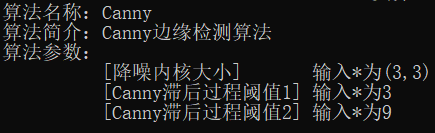 算法名称: Canny
算法简介: Canny边缘检测算法
算法参数:
[降噪内核大小] 输入*为(3,3)
[Canny滞后过程阈值1] 输入*为3
[Canny滞后过程阈值2] 输入*为9